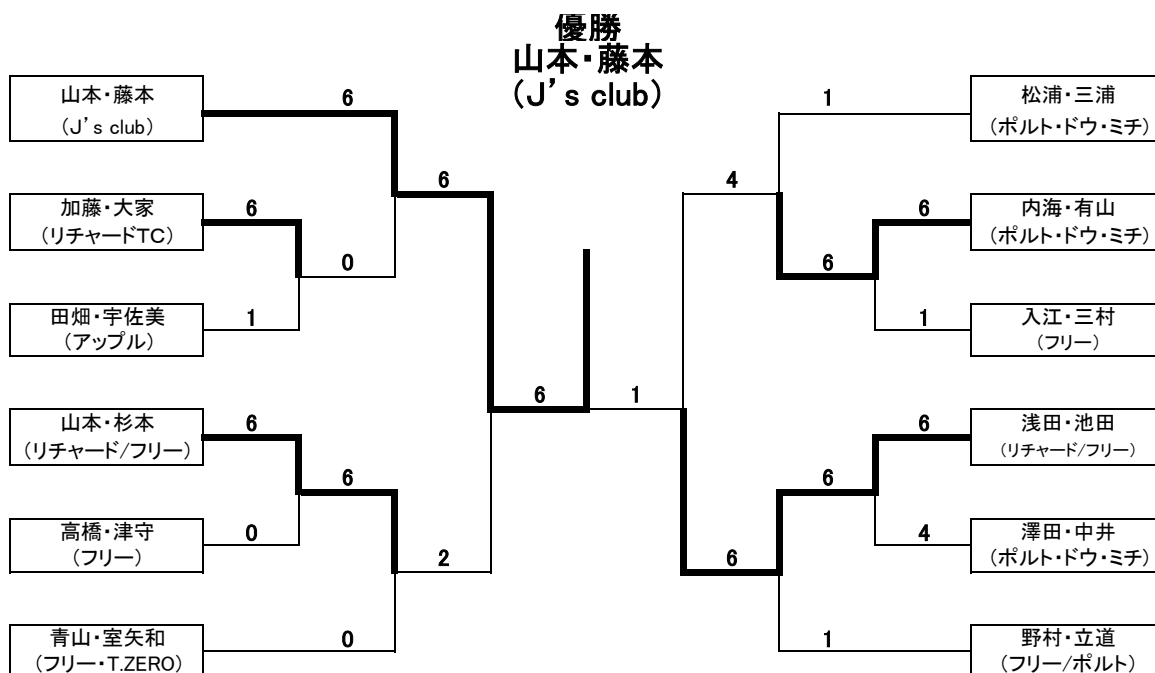 優勝
山本・藤本
(J's club)
山本・藤本
(J's club)
6
1
松浦・三浦
(ポルト・ドウ・ミチ)
6
4
加藤・大家
(リチャードTC)
6
6
内海・有山
(ポルト・ドウ・ミチ)
0
6
田畑・宇佐美
(アップル)
1
1
入江・三村
(フリー)
6
1
山本・杉本
(リチャード/フリー)
6
6
浅田・池田
(リチャード/フリー)
6
6
高橋・津守
(フリー)
0
4
澤田・中井
(ポルト・ドウ・ミチ)
2
6
青山・室矢和
(フリー・T.ZERO)
0
1
野村・立道
(フリー/ポルト)